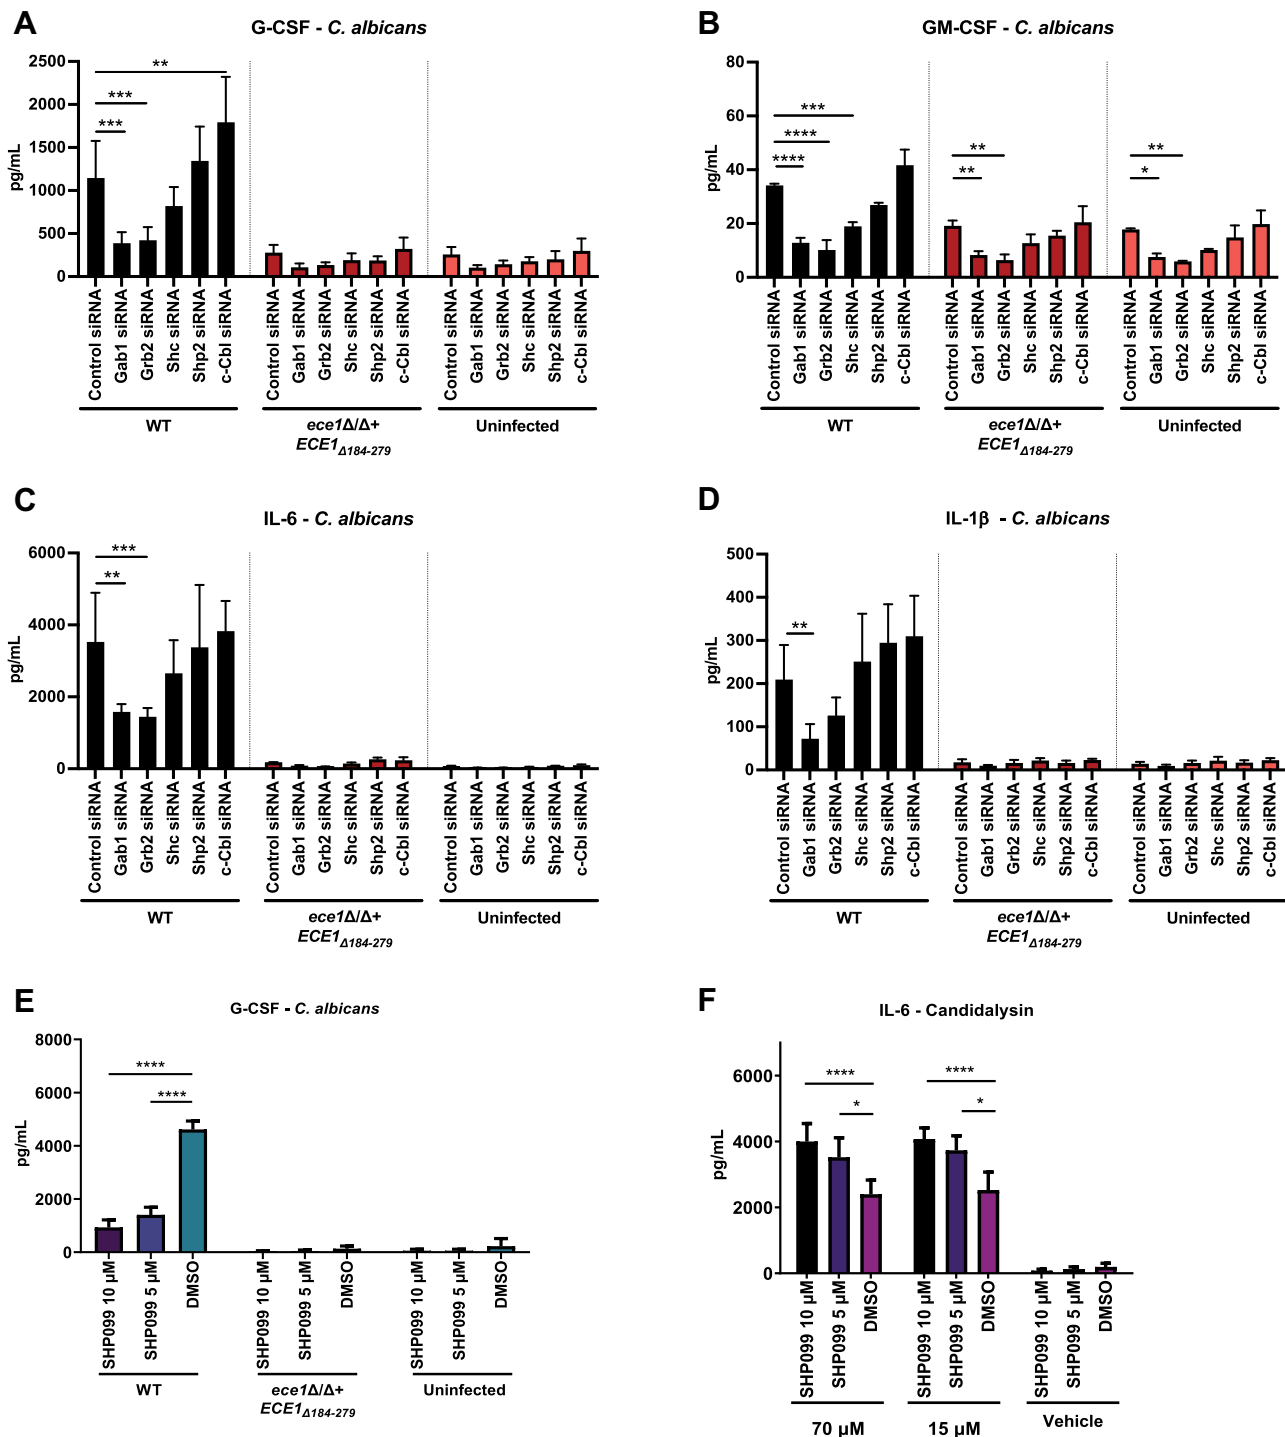 A
G-CSF - C. albicans
2500
2000
1500
1000
500
0
pg/mL
**
***
***
Control siRNA
Gab1 siRNA
Grb2 siRNA
Shc siRNA
Shp2 siRNA
c-Cbl siRNA
Control siRNA
Gab1 siRNA
Grb2 siRNA
Shc siRNA
Shp2 siRNA
c-Cbl siRNA
Control siRNA
Gab1 siRNA
Grb2 siRNA
Shc siRNA
Shp2 siRNA
c-Cbl siRNA
WT
ece1Δ/Δ+
ECE1Δ184-279
Uninfected
B
GM-CSF - C. albicans
80
60
40
20
0
pg/mL
***
****
****
**
**
**
*
Control siRNA
Gab1 siRNA
Grb2 siRNA
Shc siRNA
Shp2 siRNA
c-Cbl siRNA
Control siRNA
Gab1 siRNA
Grb2 siRNA
Shc siRNA
Shp2 siRNA
c-Cbl siRNA
Control siRNA
Gab1 siRNA
Grb2 siRNA
Shc siRNA
Shp2 siRNA
c-Cbl siRNA
WT
ece1Δ/Δ+
ECE1Δ184-279
Uninfected
C
IL-6 - C. albicans
6000
4000
2000
0
pg/mL
***
**
Control siRNA
Gab1 siRNA
Grb2 siRNA
Shc siRNA
Shp2 siRNA
c-Cbl siRNA
Control siRNA
Gab1 siRNA
Grb2 siRNA
Shc siRNA
Shp2 siRNA
c-Cbl siRNA
Control siRNA
Gab1 siRNA
Grb2 siRNA
Shc siRNA
Shp2 siRNA
c-Cbl siRNA
WT
ece1Δ/Δ+
ECE1Δ184-279
Uninfected
D
IL-1β - C. albicans
500
400
300
200
100
0
pg/mL
**
Control siRNA
Gab1 siRNA
Grb2 siRNA
Shc siRNA
Shp2 siRNA
c-Cbl siRNA
Control siRNA
Gab1 siRNA
Grb2 siRNA
Shc siRNA
Shp2 siRNA
c-Cbl siRNA
Control siRNA
Gab1 siRNA
Grb2 siRNA
Shc siRNA
Shp2 siRNA
c-Cbl siRNA
WT
ece1Δ/Δ+
ECE1Δ184-279
Uninfected
E
G-CSF - C. albicans
8000
6000
4000
2000
0
pg/mL
****
****
SHP099 10 µM
SHP099 5 µM
DMSO
SHP099 10 µM
SHP099 5 µM
DMSO
SHP099 10 µM
SHP099 5 µM
DMSO
WT
ece1Δ/Δ+
ECE1Δ184-279
Uninfected
F
IL-6 - Candidalysin
6000
4000
2000
0
pg/mL
****
*
****
*
SHP099 10 µM
SHP099 5 µM
DMSO
SHP099 10 µM
SHP099 5 µM
DMSO
SHP099 10 µM
SHP099 5 µM
DMSO
70 µM
15 µM
Vehicle